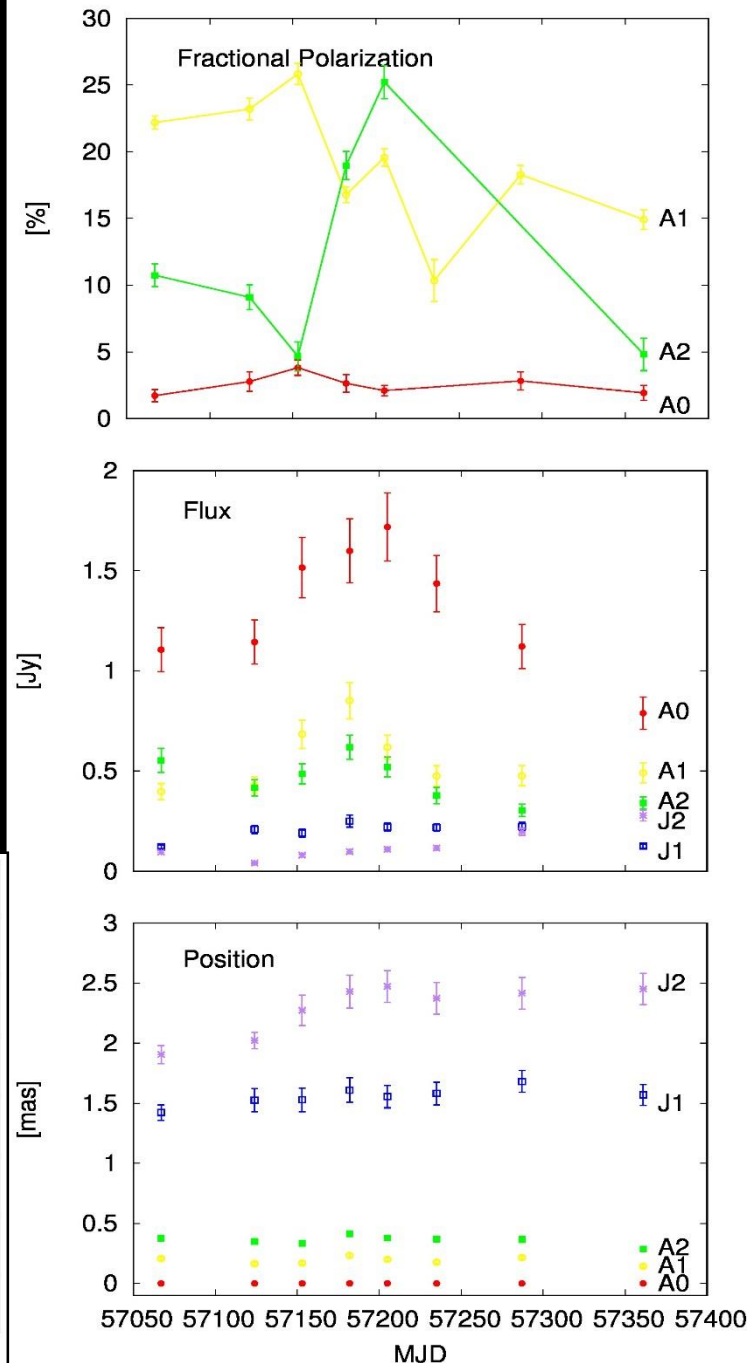 30
Fractional Polarization
25
20
[%]
15
A1
10
5
A2
A0
0
2
Flux
1.5
[Jy]
1
A0
0.5
A1
A2
J2
J1
0
3
Position
2.5
J2
2
[mas]
1.5
J1
1
0.5
A2
A1
A0
0
57050 57100 57150 57200 57250 57300 57350 57400
MJD